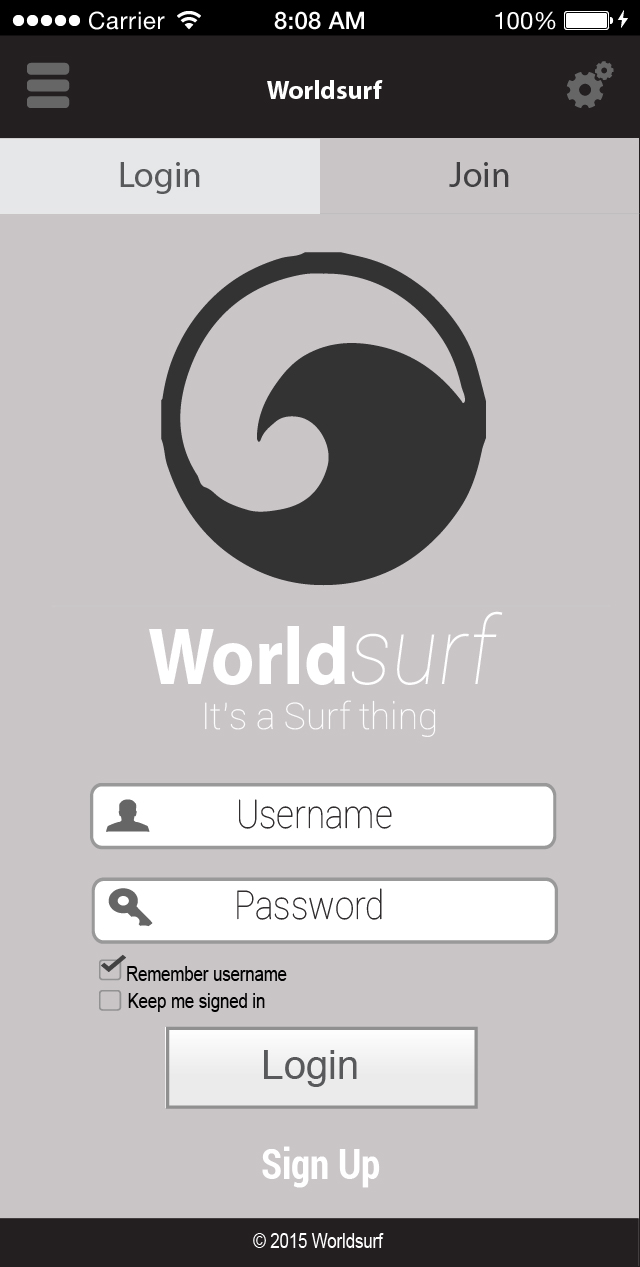 Carrier 8:08 AM 100%
Worldsurf
Login Join
Worldsurf
It's a Surf thing
Username
Password
Remember username
Keep me signed in
Login
Sign Up
© 2015 Worldsurf